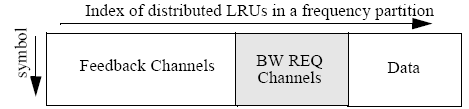 Index of distributed LRUs in a frequency partition
symbol
Feedback Channels
BW REQ
Channels
Data